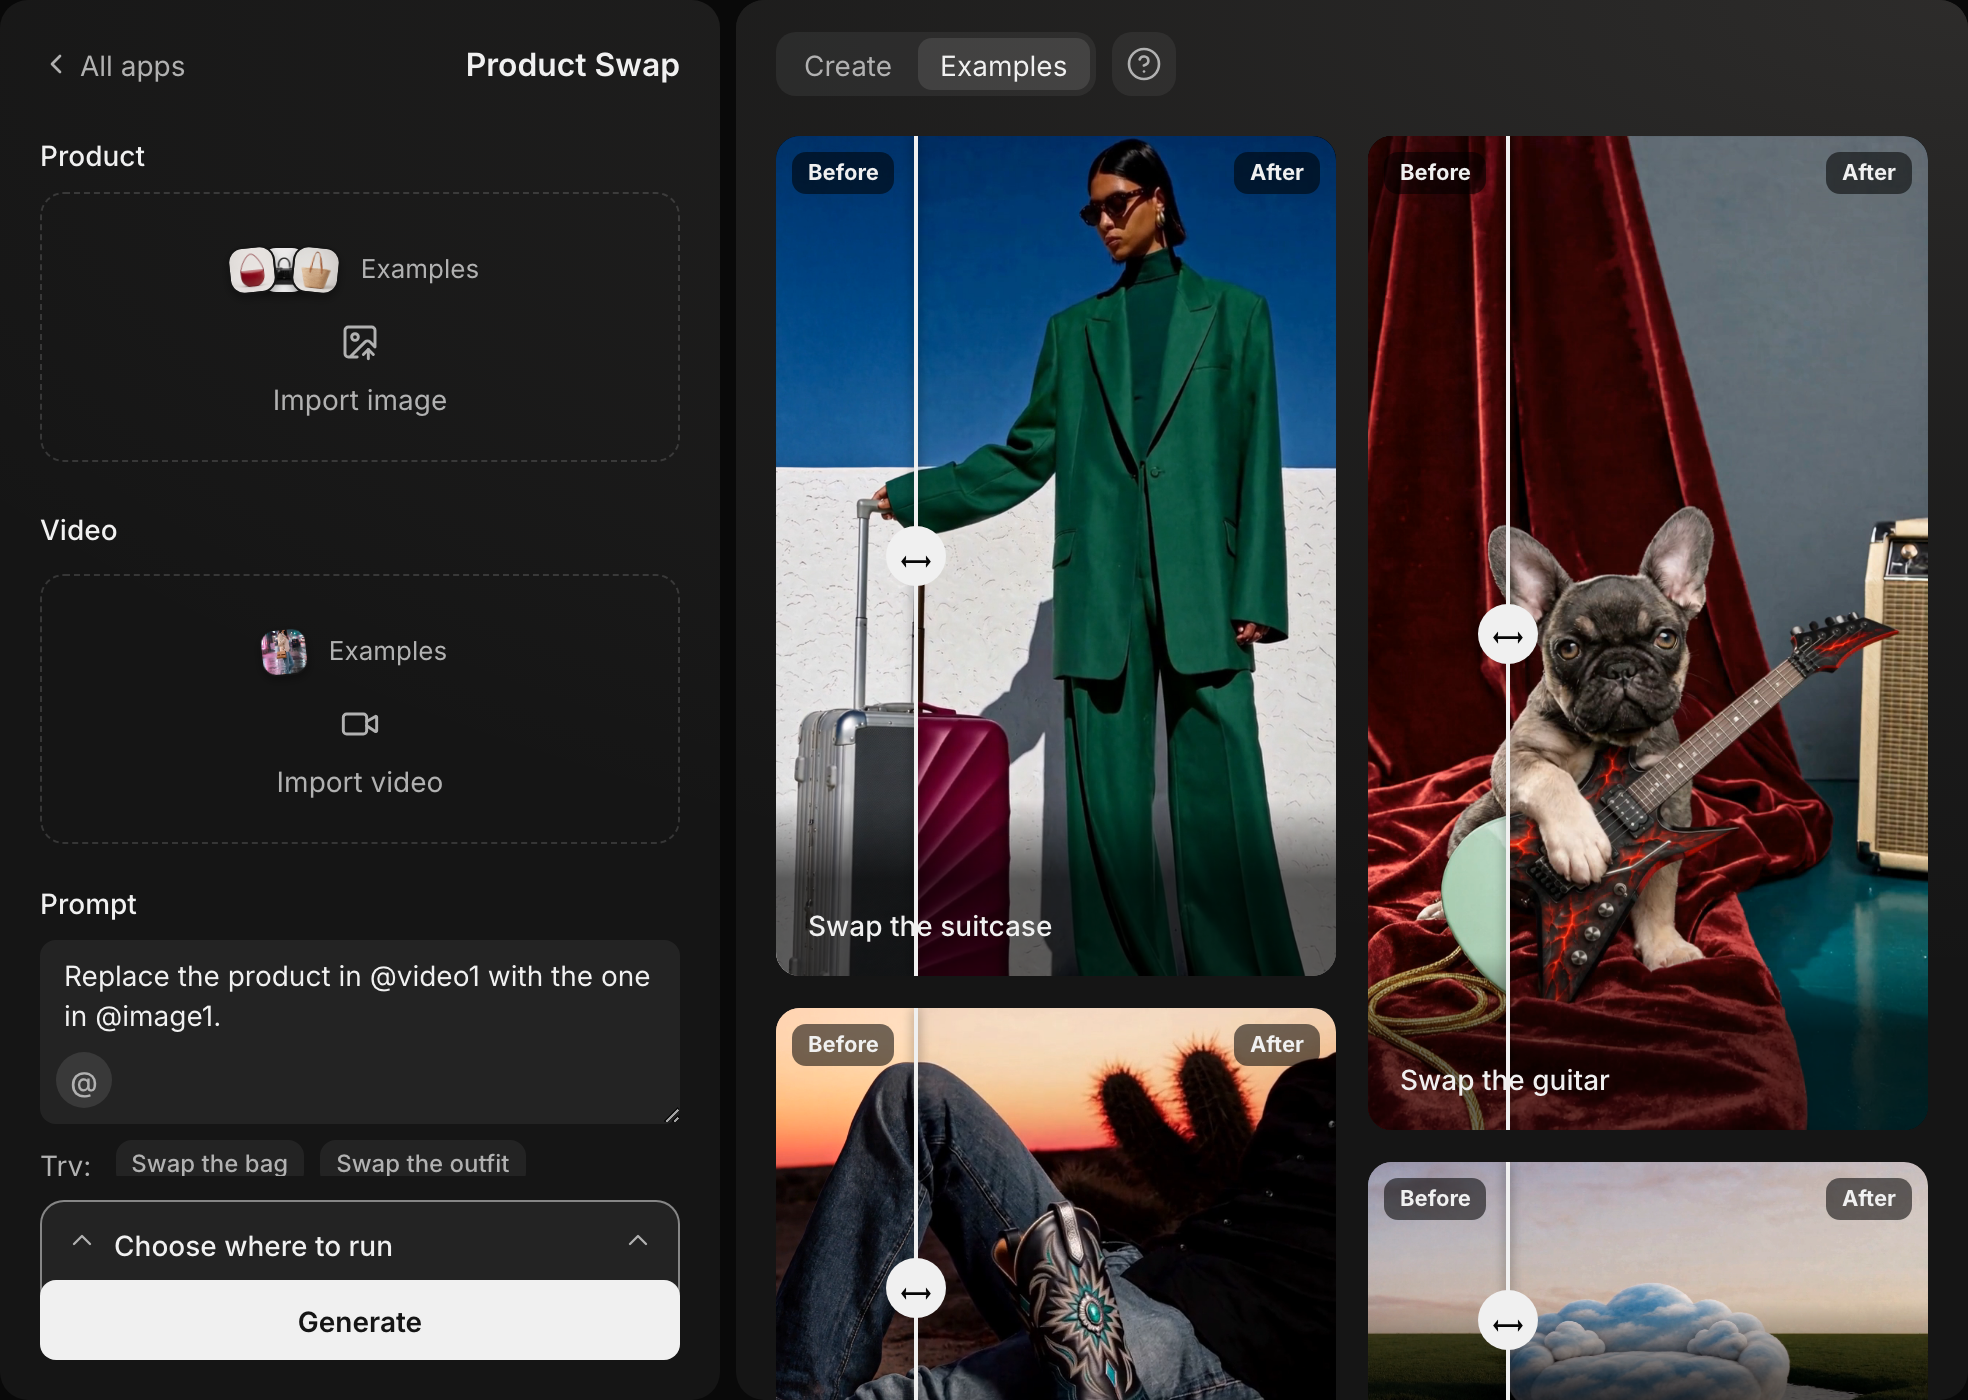 All apps
Product Swap
Product
Examples
Import image
Video
Examples
Import video
Prompt
Replace the product in @video1 with the one
in @image1.
@
Try:
Swap the bag
Swap the outfit
Choose where to run
Generate
Create
Examples
Before
After
Swap the suitcase
Before
After
Swap the guitar
Before
After
Before
After